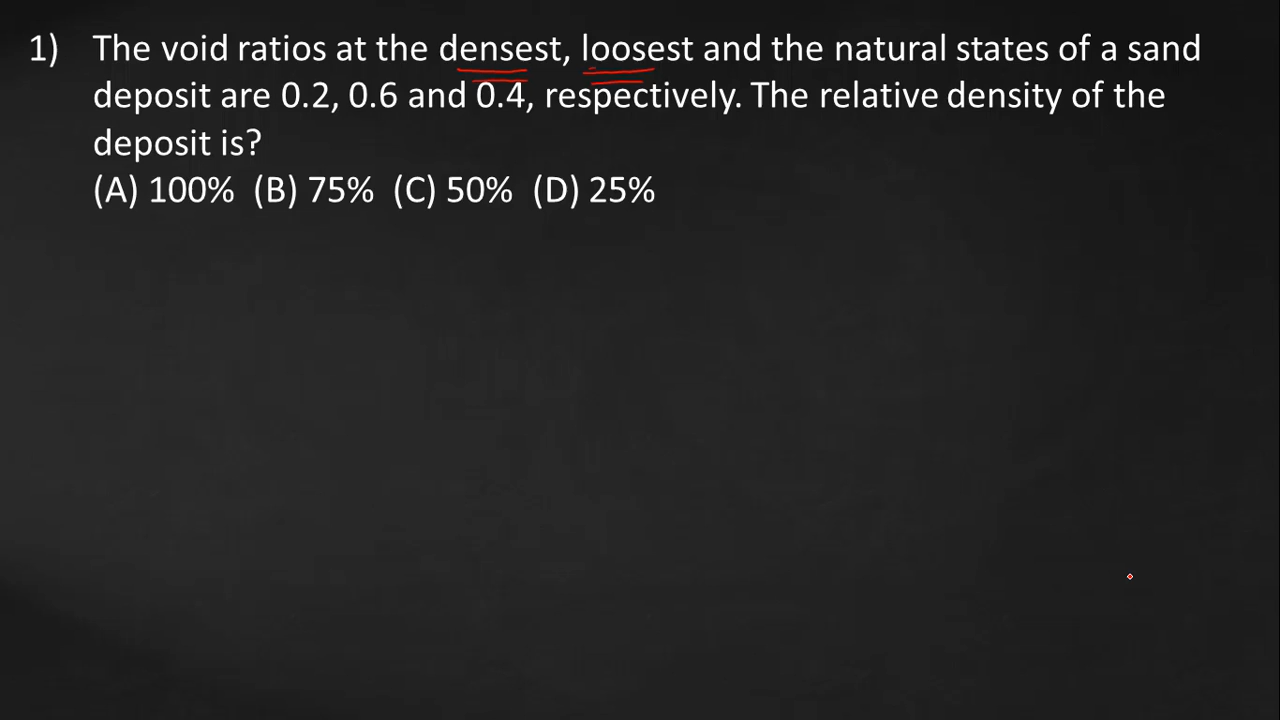 1) The void ratios at the densest, loosest and the natural states of a sand
deposit are 0.2, 0.6 and 0.4, respectively. The relative density of the
deposit is?
(A) 100% (B) 75% (C) 50% (D) 25%